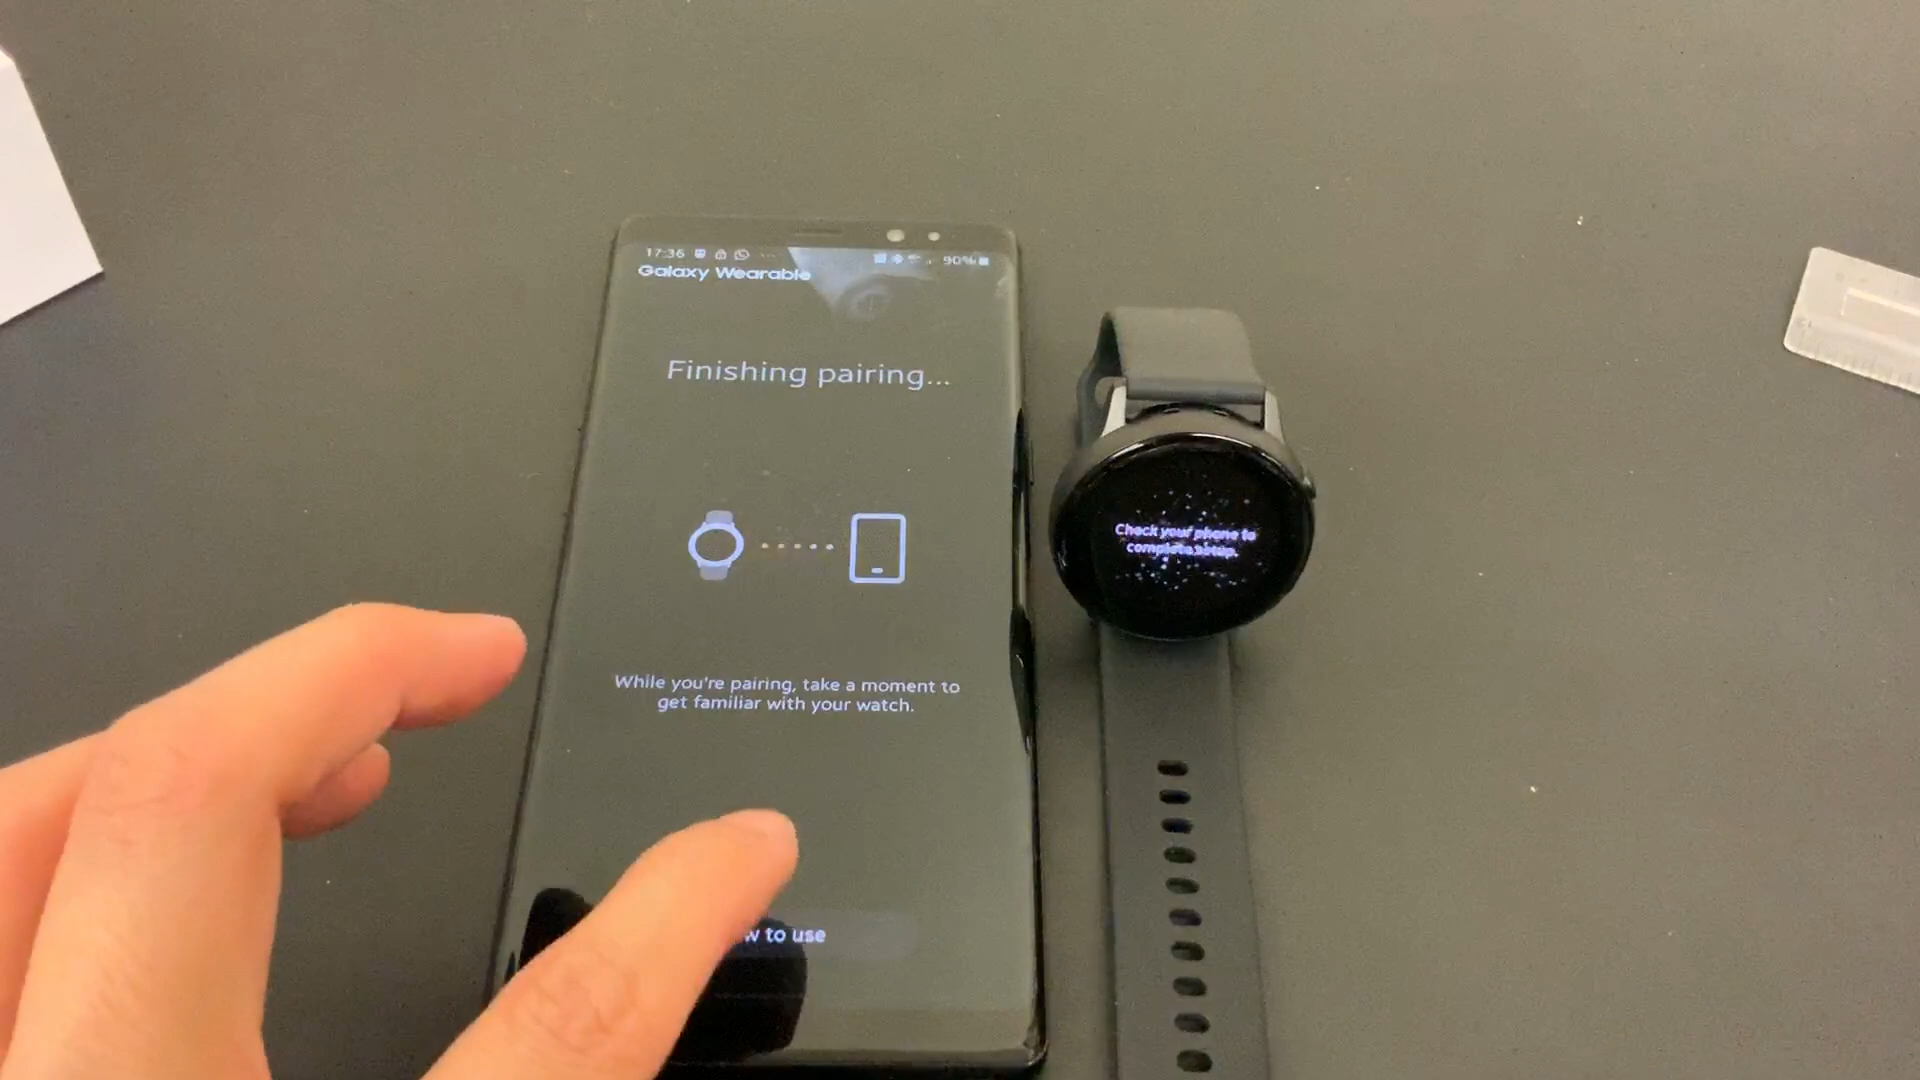 17:36
90%
Galaxy Wearable
Finishing pairing...
Check your phone to
complete setup.
While you're pairing, take a moment to
get familiar with your watch.
to use